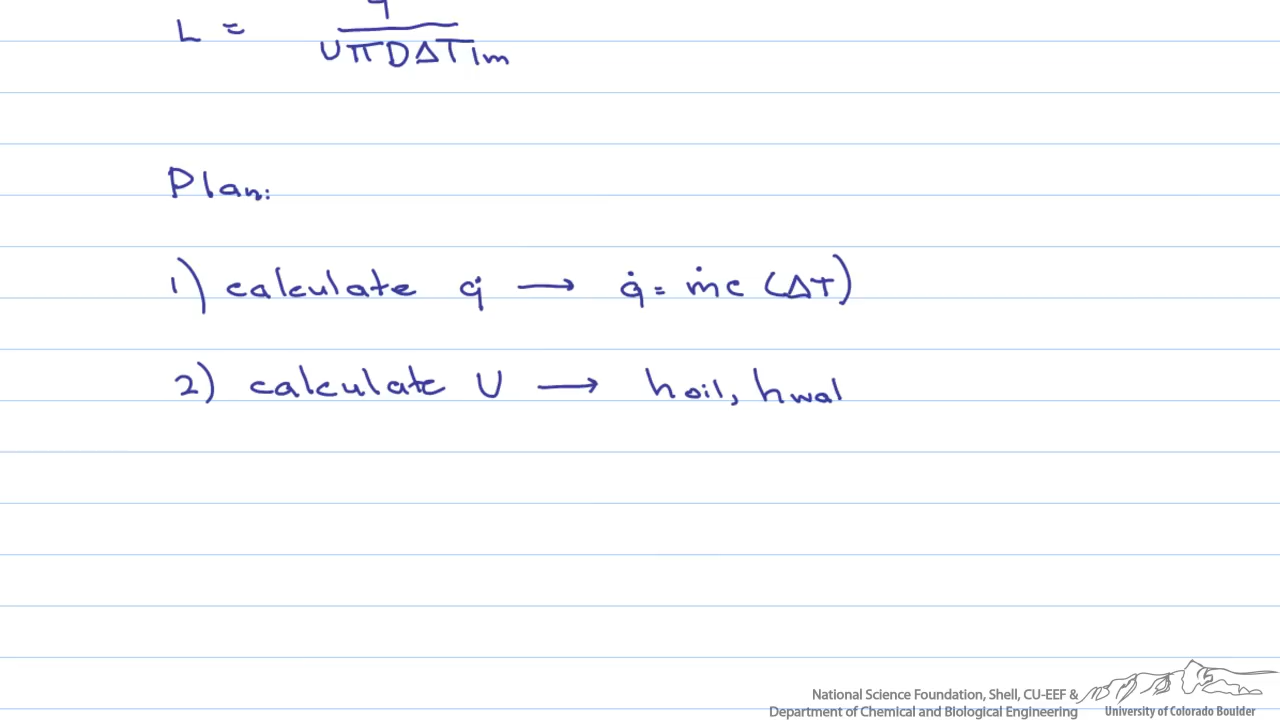 L = q / UπDΔTlm
Plan:
1) calculate q̇ → q̇ = ṁc (ΔT)
2) calculate U → hoil, hwat
National Science Foundation, Shell, CU-EEF &
Department of Chemical and Biological Engineering
University of Colorado Boulder